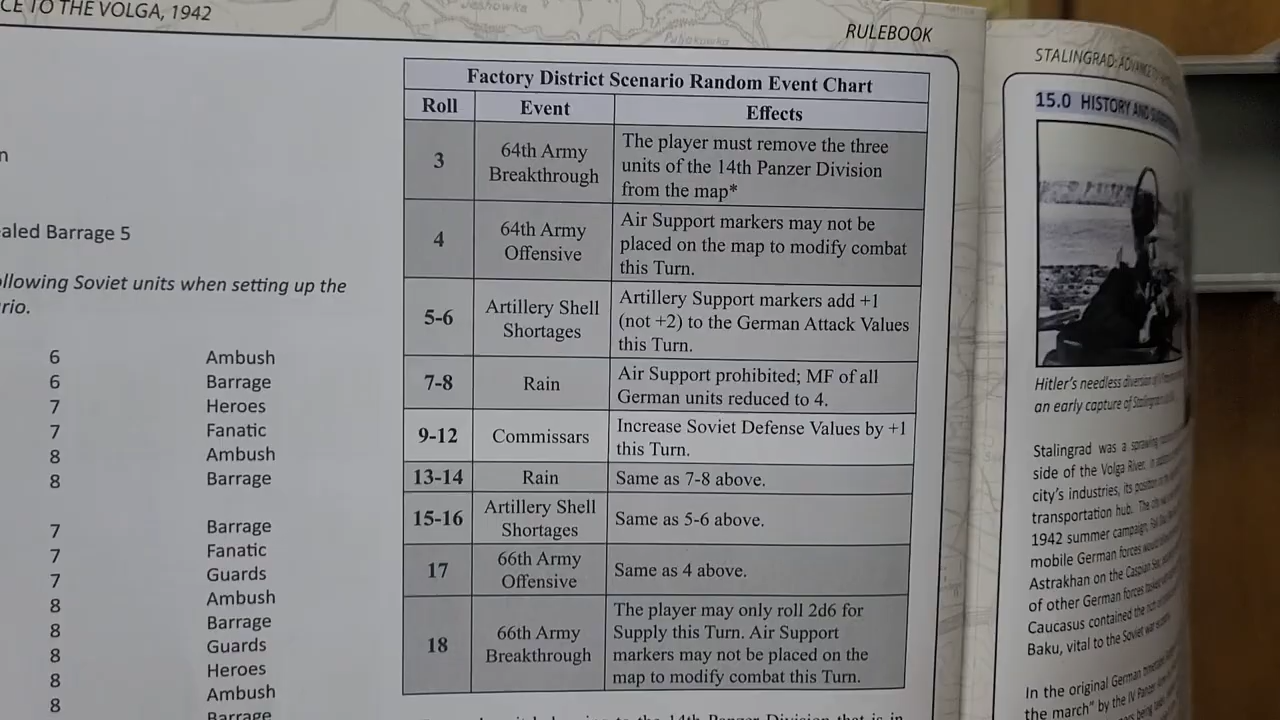 CE TO THE VOLGA, 1942
RULEBOOK
n
aled Barrage 5
llowing Soviet units when setting up the
rio.
6 Ambush
6 Barrage
7 Heroes
7 Fanatic
8 Ambush
8 Barrage
7 Barrage
7 Fanatic
7 Guards
8 Ambush
8 Barrage
8 Guards
8 Heroes
8 Ambush
Barrage
Factory District Scenario Random Event Chart
Roll Event Effects
3 64th Army Breakthrough The player must remove the three
units of the 14th Panzer Division
from the map*
4 64th Army Offensive Air Support markers may not be
placed on the map to modify combat
this Turn.
5-6 Artillery Shell Shortages Artillery Support markers add +1
(not +2) to the German Attack Values
this Turn.
7-8 Rain Air Support prohibited; MF of all
German units reduced to 4.
9-12 Commissars Increase Soviet Defense Values by +1
this Turn.
13-14 Rain Same as 7-8 above.
15-16 Artillery Shell Shortages Same as 5-6 above.
17 66th Army Offensive Same as 4 above.
18 66th Army Breakthrough The player may only roll 2d6 for
Supply this Turn. Air Support
markers may not be placed on the
map to modify combat this Turn.
14th Panzer Division that is in
STALINGRAD:
15.0 HISTORY AND
Hitler's needless diversion
an early capture of Stalingrad
Stalingrad was a sprawling
side of the Volga River.
city's industries, its position
transportation hub. The
1942 summer campaign,
mobile German forces
Astrakhan on the Caspian Sea,
of other German forces
Caucasus contained the
Baku, vital to the Soviet war
In the original German
the march" by the IV Panzer